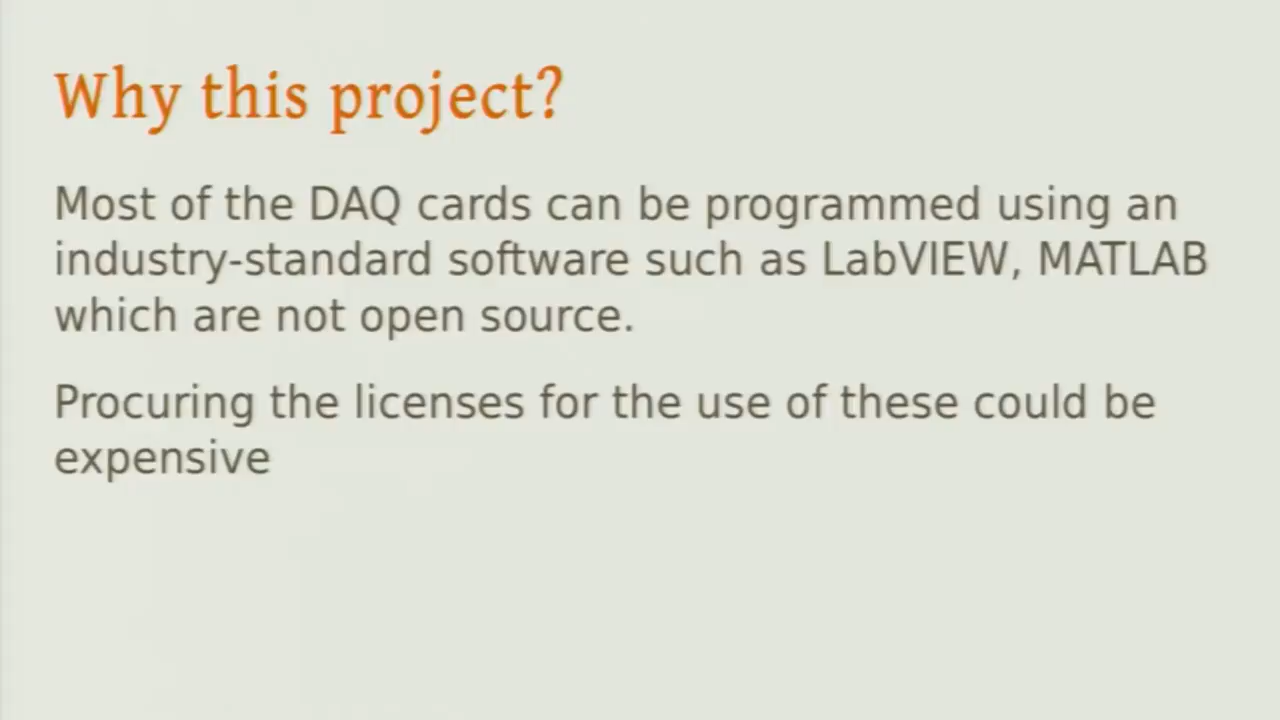 Why this project?
Most of the DAQ cards can be programmed using an
industry-standard software such as LabVIEW, MATLAB
which are not open source.
Procuring the licenses for the use of these could be
expensive